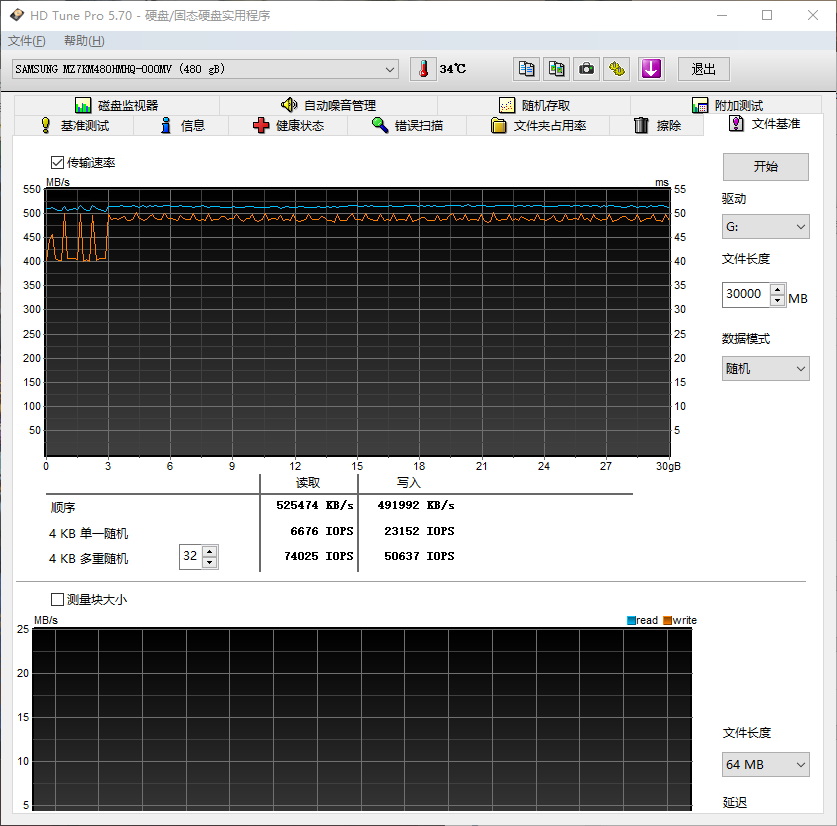 HD Tune Pro 5.70 - 硬盘/固态硬盘实用程序
文件(F) 帮助(H)
SAMSUNG MZ7KM480HMHQ-000MV (480 gB) 34℃ 退出
磁盘监视器 自动噪音管理 随机存取 附加测试
基准测试 信息 健康状态 错误扫描 文件夹占用率 擦除 文件基准
传输速率
MB/s ms
550 55
500 50
450 45
400 40
350 35
300 30
250 25
200 20
150 15
100 10
50 5
0 3 6 9 12 15 18 21 24 27 30gB
读取 写入
顺序 525474 KB/s 491992 KB/s
4 KB 单一随机 6676 IOPS 23152 IOPS
4 KB 多重随机 32 74025 IOPS 50637 IOPS
开始
驱动
G:
文件长度
30000 MB
数据模式
随机
测量块大小
MB/s read write
25
20
15
10
5
文件长度
64 MB
延迟